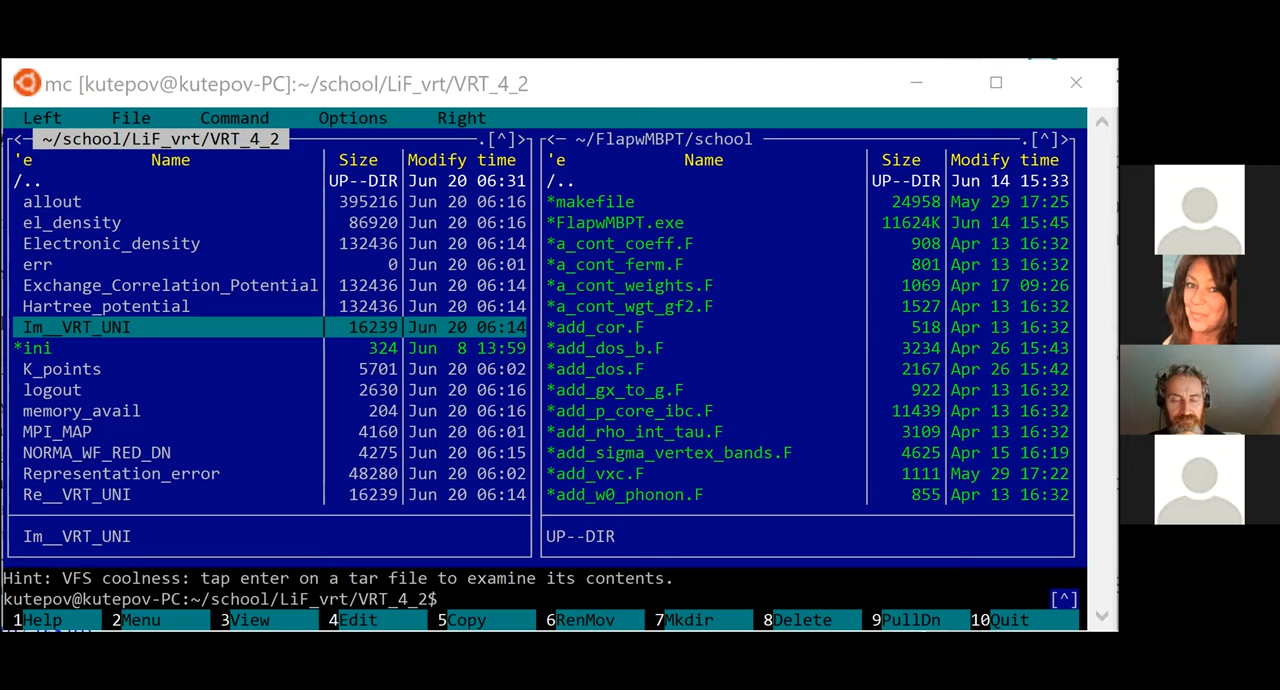 mc [kutepov@kutepov-PC]:~/school/LiF_vrt/VRT_4_2
Left File Command Options Right
<─ ~/school/LiF_vrt/VRT_4_2 .[^]> <─ ~/FlapwMBPT/school .[^]>
'e Name Size Modify time 'e Name Size Modify time
/.. UP--DIR Jun 20 06:31 /.. UP--DIR Jun 14 15:33
allout 395216 Jun 20 06:16 *makefile 24958 May 29 17:25
el_density 86920 Jun 20 06:16 *FlapwMBPT.exe 11624K Jun 14 15:45
Electronic_density 132436 Jun 20 06:14 *a_cont_coeff.F 908 Apr 13 16:32
err 0 Jun 20 06:01 *a_cont_ferm.F 801 Apr 13 16:32
Exchange_Correlation_Potential 132436 Jun 20 06:14 *a_cont_weights.F 1069 Apr 17 09:26
Hartree_potential 132436 Jun 20 06:14 *a_cont_wgt_gf2.F 1527 Apr 13 16:32
Im__VRT_UNI 16239 Jun 20 06:14 *add_cor.F 518 Apr 13 16:32
*ini 324 Jun 8 13:59 *add_dos_b.F 3234 Apr 26 15:43
K_points 5701 Jun 20 06:02 *add_dos.F 2167 Apr 26 15:42
logout 2630 Jun 20 06:16 *add_gx_to_g.F 922 Apr 13 16:32
memory_avail 204 Jun 20 06:16 *add_p_core_ibc.F 11439 Apr 13 16:32
MPI_MAP 4160 Jun 20 06:01 *add_rho_int_tau.F 3109 Apr 13 16:32
NORMA_WF_RED_DN 4275 Jun 20 06:15 *add_sigma_vertex_bands.F 4625 Apr 15 16:19
Representation_error 48280 Jun 20 06:02 *add_vxc.F 1111 May 29 17:22
Re__VRT_UNI 16239 Jun 20 06:14 *add_w0_phonon.F 855 Apr 13 16:32
Im__VRT_UNI UP--DIR
Hint: VFS coolness: tap enter on a tar file to examine its contents.
kutepov@kutepov-PC:~/school/LiF_vrt/VRT_4_2$ [^]
1Help 2Menu 3View 4Edit 5Copy 6RenMov 7Mkdir 8Delete 9PullDn 10Quit